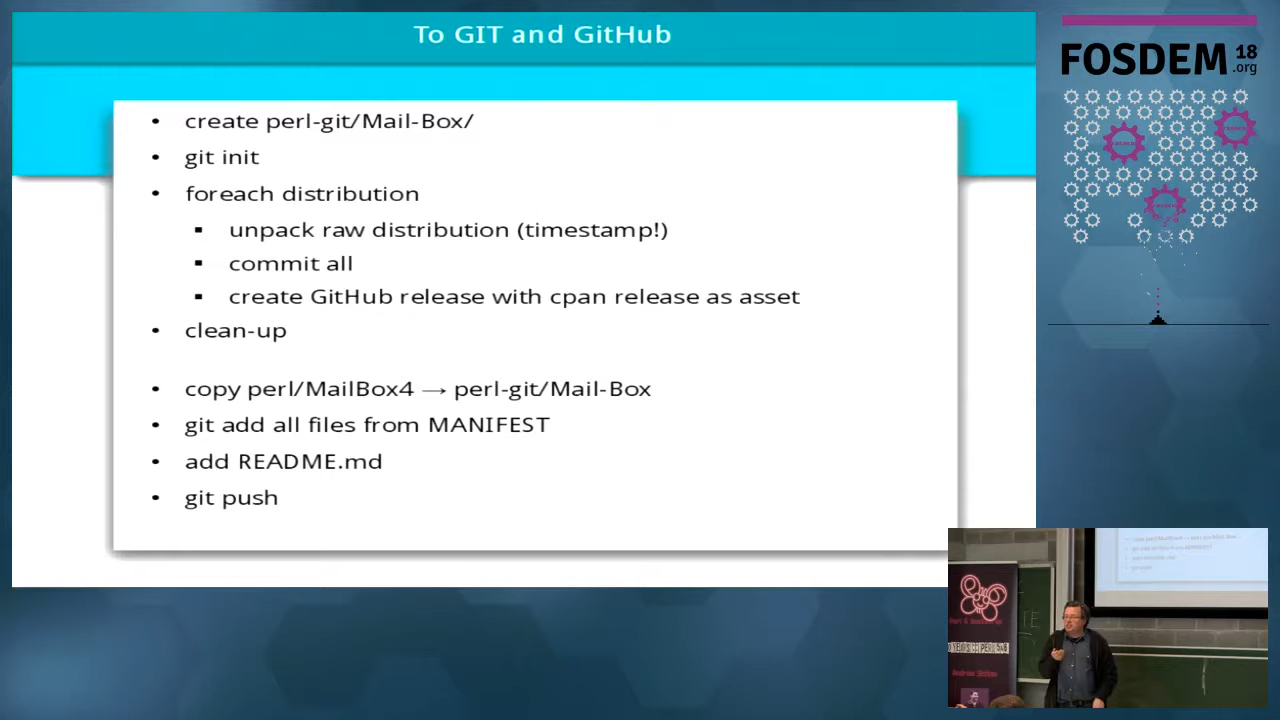 To GIT and GitHub
create perl-git/Mail-Box/
git init
foreach distribution
unpack raw distribution (timestamp!)
commit all
create GitHub release with cpan release as asset
clean-up
copy perl/MailBox4 → perl-git/Mail-Box
git add all files from MANIFEST
add README.md
git push
FOSDEM 18
.org